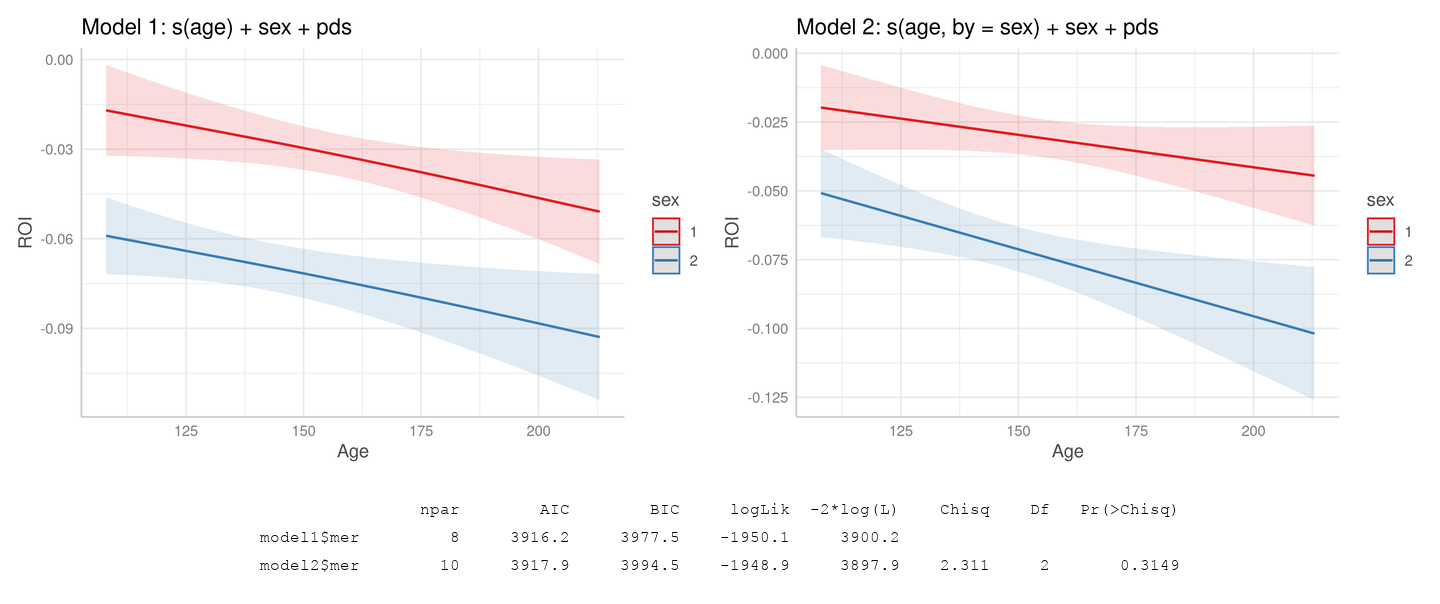 Model 1: s(age) + sex + pds
0.00
-0.03
-0.06
-0.09
ROI
125 150 175 200
Age
sex
1
2
Model 2: s(age, by = sex) + sex + pds
0.000
-0.025
-0.050
-0.075
-0.100
-0.125
ROI
125 150 175 200
Age
sex
1
2
npar AIC BIC logLik -2*log(L) Chisq Df Pr(>Chisq)
model1$mer 8 3916.2 3977.5 -1950.1 3900.2
model2$mer 10 3917.9 3994.5 -1948.9 3897.9 2.311 2 0.3149